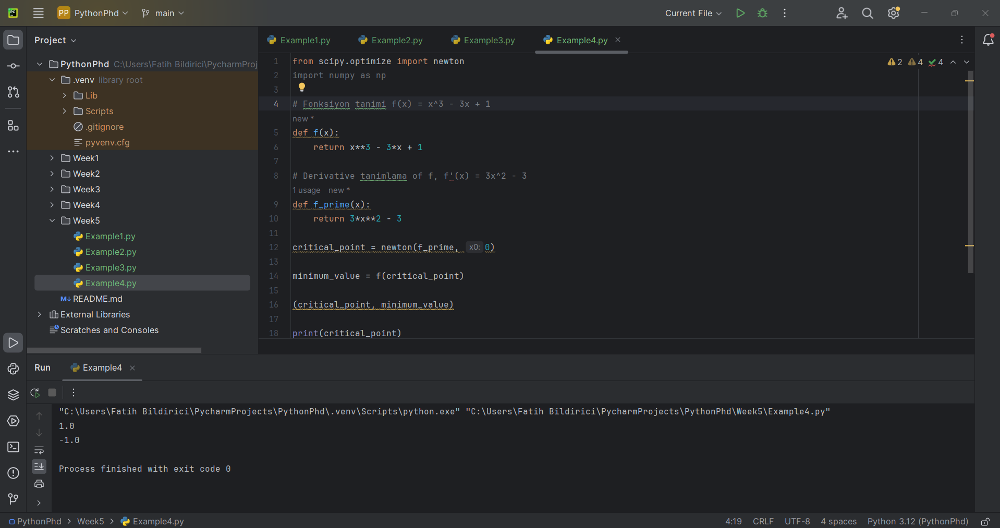 PC
PP PythonPhd main Current File
Project
Example1.py Example2.py Example3.py Example4.py
PythonPhd C:\Users\Fatih Bildirici\PycharmProj
.venv library root
Lib
Scripts
.gitignore
pyvenv.cfg
Week1
Week2
Week3
Week4
Week5
Example1.py
Example2.py
Example3.py
Example4.py
M↓ README.md
External Libraries
Scratches and Consoles
2 4 4
1 from scipy.optimize import newton
2 import numpy as np
3
4 # Fonksiyon tanimi f(x) = x^3 - 3x + 1
new *
5 def f(x):
6 return x**3 - 3*x + 1
7
8 # Derivative tanimlama of f, f'(x) = 3x^2 - 3
1 usage new *
9 def f_prime(x):
10 return 3*x**2 - 3
11
12 critical_point = newton(f_prime, x0: 0)
13
14 minimum_value = f(critical_point)
15
16 (critical_point, minimum_value)
17
18 print(critical_point)
Run Example4
"C:\Users\Fatih Bildirici\PycharmProjects\PythonPhd\.venv\Scripts\python.exe" "C:\Users\Fatih Bildirici\PycharmProjects\PythonPhd\Week5\Example4.py"
1.0
-1.0
Process finished with exit code 0
PythonPhd > Week5 > Example4.py 4:19 CRLF UTF-8 4 spaces Python 3.12 (PythonPhd)